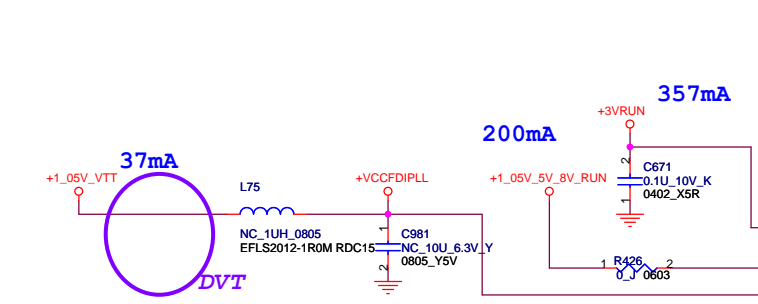 357mA
+3VRUN
200mA
37mA
+1_05V_VTT
L75
+VCCFDIPLL
+1_05V_5V_8V_RUN
2
C671
0.1U_10V_K
0402_X5R
1
NC_1UH_0805
EFLS2012-1R0M RDC15
1
C981
NC_10U_6.3V_Y
0805_Y5V
2
1
R426
2
0_J
0603
DVT